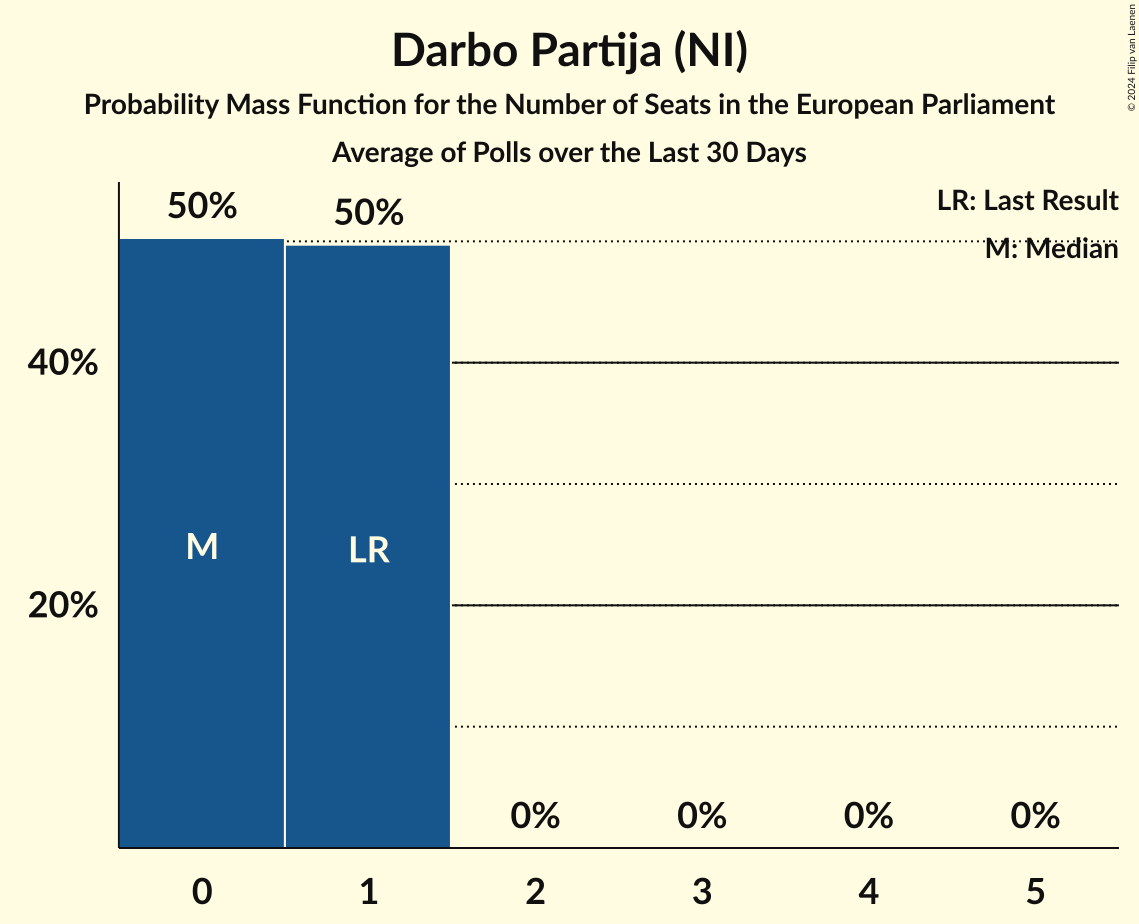 Darbo Partija (NI)
Probability Mass Function for the Number of Seats in the European Parliament
Average of Polls over the Last 30 Days
© 2024 Filip van Laenen
LR: Last Result
M: Median
50%
50%
40%
20%
M
LR
0%
0%
0%
0%
0
1
2
3
4
5